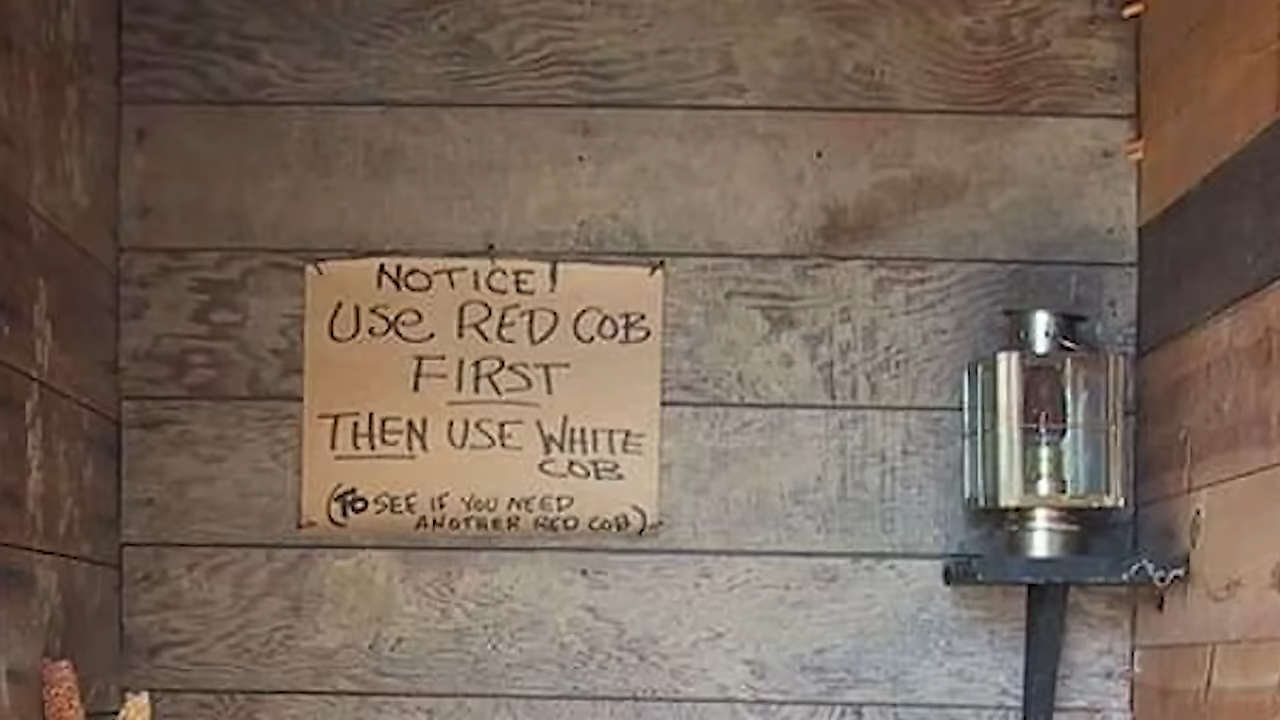 NOTICE!
USe RED COB
FIRST
THEN USE WHITE
COB
(TO SEE IF YOU NEED
ANOTHER RED COB)